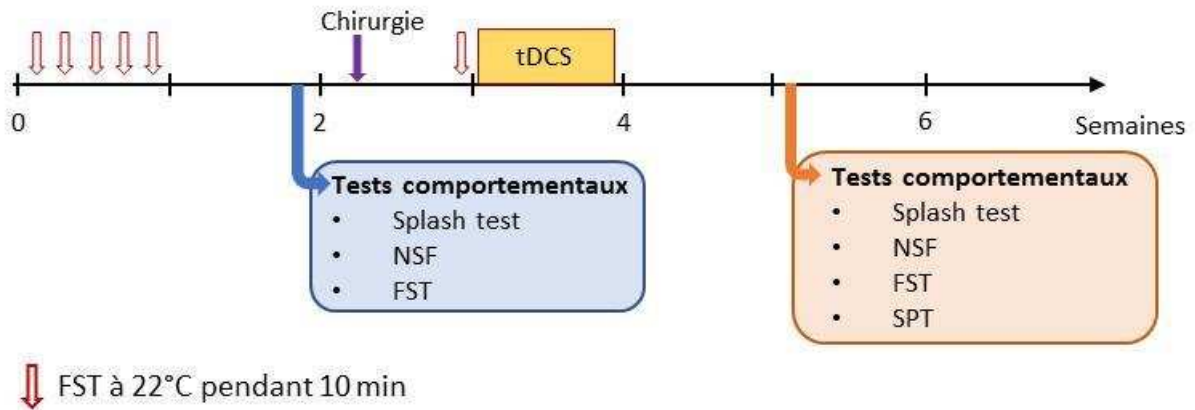 Chirurgie
tDCS
0
2
4
6
Semaines
Tests comportementaux
• Splash test
• NSF
• FST
Tests comportementaux
• Splash test
• NSF
• FST
• SPT
FST à 22°C pendant 10 min